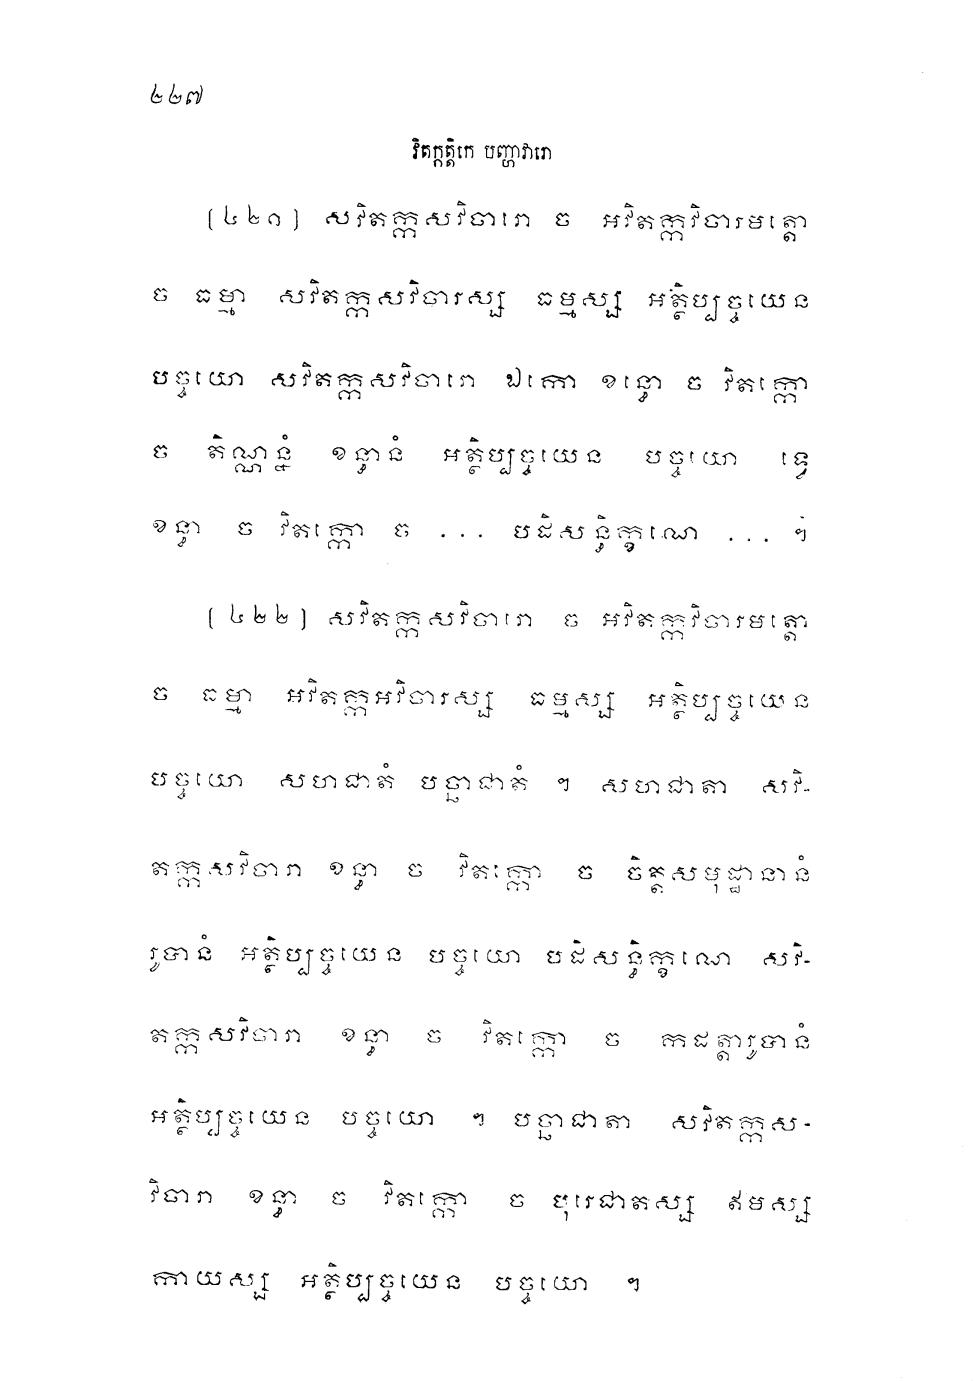 ២២៧
វិតក្កត្តិកេ បញ្ហាវារោ
(៤២១) សវិតក្កសវិចារោ ច អវិតក្កវិចារមត្តោ
ច ធម្មា សវិតក្កសវិចារស្ស ធម្មស្ស អត្ថិប្បច្ចយេន
បច្ចយោ សវិតក្កសវិចារោ ឯកោ ខន្ធោ ច វិតក្កោ
ច តិណ្ណន្នំ ខន្ធានំ អត្ថិប្បច្ចយេន បច្ចយោ ទ្វេ
ខន្ធា ច វិតក្កោ ច ... បដិសន្ធិក្ខណេ ... ។
(៤២២) សវិតក្កសវិចារោ ច អវិតក្កវិចារមត្តោ
ច ធម្មា អវិតក្កអវិចារស្ស ធម្មស្ស អត្ថិប្បច្ចយេន
បច្ចយោ សហជាតំ បច្ឆាជាតំ ។ សហជាតា សវិ-
តក្កសវិចារា ខន្ធា ច វិតក្កោ ច ចិត្តសមុដ្ឋានានំ
រូបានំ អត្ថិប្បច្ចយេន បច្ចយោ បដិសន្ធិក្ខណេ សវិ-
តក្កសវិចារា ខន្ធា ច វិតក្កោ ច កដត្តារូបានំ
អត្ថិប្បច្ចយេន បច្ចយោ ។ បច្ឆាជាតា សវិតក្កស-
វិចារា ខន្ធា ច វិតក្កោ ច បុរេជាតស្ស ឥមស្ស
កាយស្ស អត្ថិប្បច្ចយេន បច្ចយោ ។